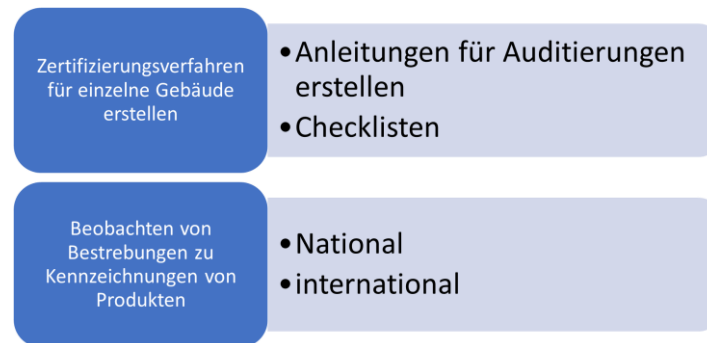 Zertifizierungsverfahren
für einzelne Gebäude
erstellen
•Anleitungen für Auditierungen
erstellen
•Checklisten
Beobachten von
Bestrebungen zu
Kennzeichnungen von
Produkten
•National
•international